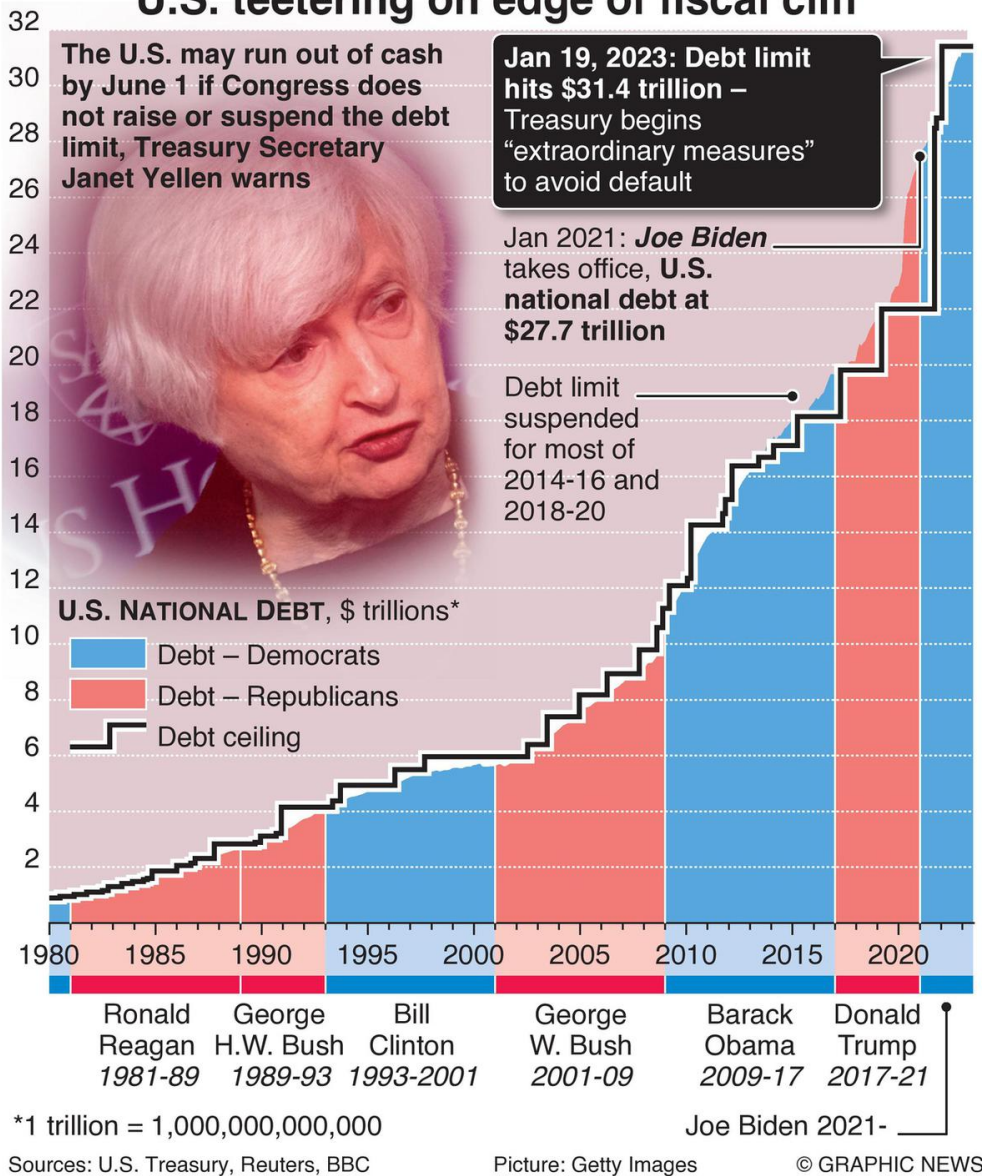 U.S. teetering on edge of fiscal cliff
The U.S. may run out of cash
by June 1 if Congress does
not raise or suspend the debt
limit, Treasury Secretary
Janet Yellen warns
Jan 19, 2023: Debt limit
hits $31.4 trillion –
Treasury begins
“extraordinary measures”
to avoid default
Jan 2021: Joe Biden
takes office, U.S.
national debt at
$27.7 trillion
Debt limit
suspended
for most of
2014-16 and
2018-20
U.S. NATIONAL DEBT, $ trillions*
Debt – Democrats
Debt – Republicans
Debt ceiling
32
30
28
26
24
22
20
18
16
14
12
10
8
6
4
2
1980 1985 1990 1995 2000 2005 2010 2015 2020
Ronald
Reagan
1981-89
George
H.W. Bush
1989-93
Bill
Clinton
1993-2001
George
W. Bush
2001-09
Barack
Obama
2009-17
Donald
Trump
2017-21
Joe Biden 2021-
*1 trillion = 1,000,000,000,000
Sources: U.S. Treasury, Reuters, BBC
Picture: Getty Images
© GRAPHIC NEWS